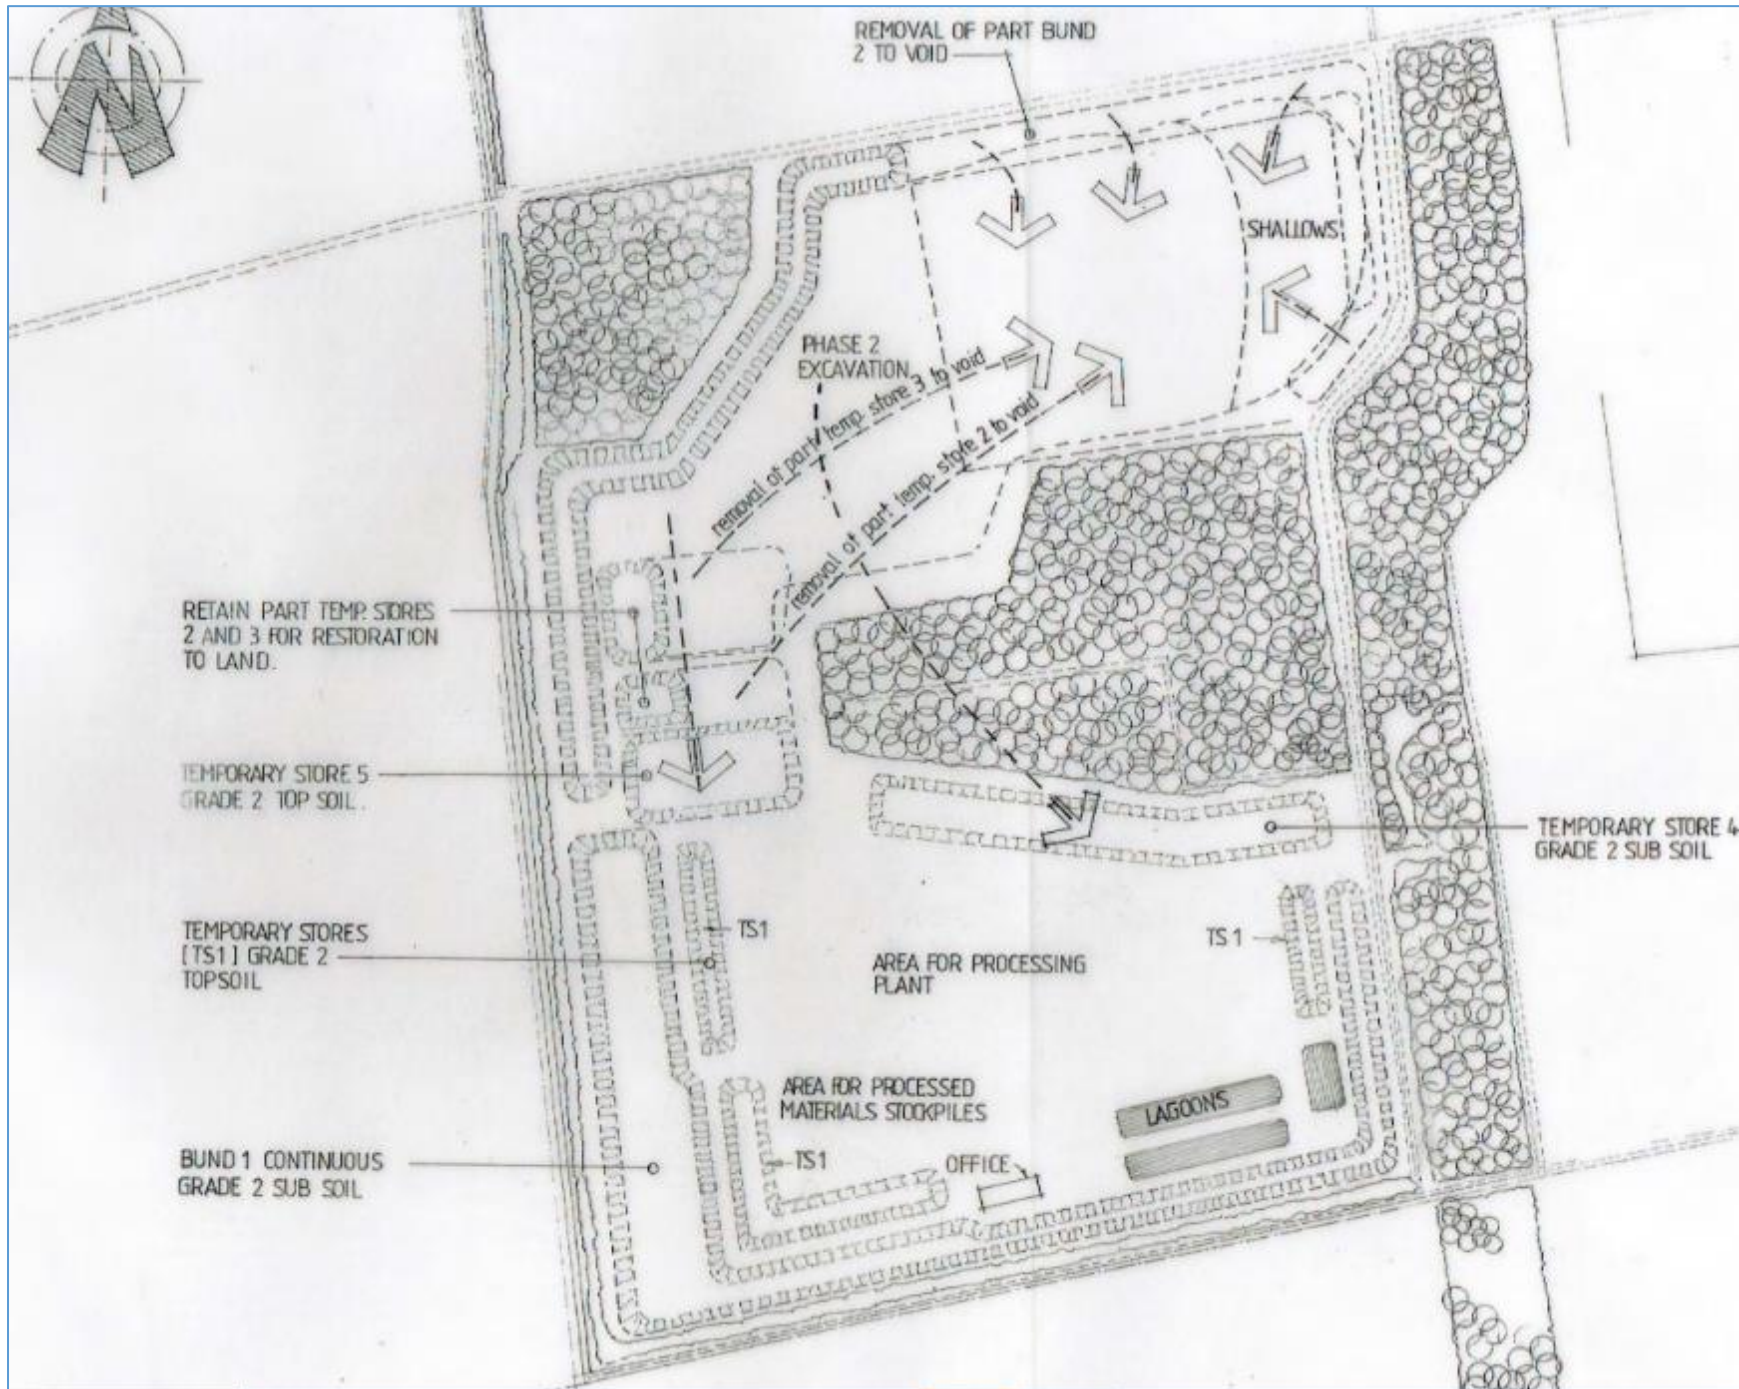 N
REMOVAL OF PART BUND
2 TO VOID
SHALLOWS
PHASE 2
EXCAVATION
removal of part temp. store 3 to void
removal of part temp. store 2 to void
RETAIN PART TEMP. STORES
2 AND 3 FOR RESTORATION
TO LAND.
TEMPORARY STORE 5
GRADE 2 TOP SOIL.
TEMPORARY STORE 4
GRADE 2 SUB SOIL
TEMPORARY STORES
[TS1] GRADE 2
TOPSOIL
TS1
TS1
AREA FOR PROCESSING
PLANT
AREA FOR PROCESSED
MATERIALS STOCKPILES
LAGOONS
BUND 1 CONTINUOUS
GRADE 2 SUB SOIL
TS1
OFFICE